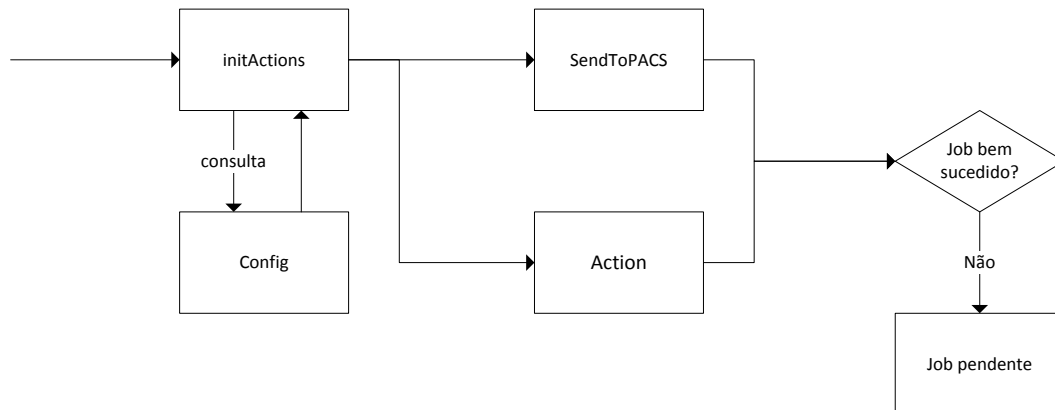 initActions
SendToPACS
consulta
Job bem
sucedido?
Config
Action
Não
Job pendente